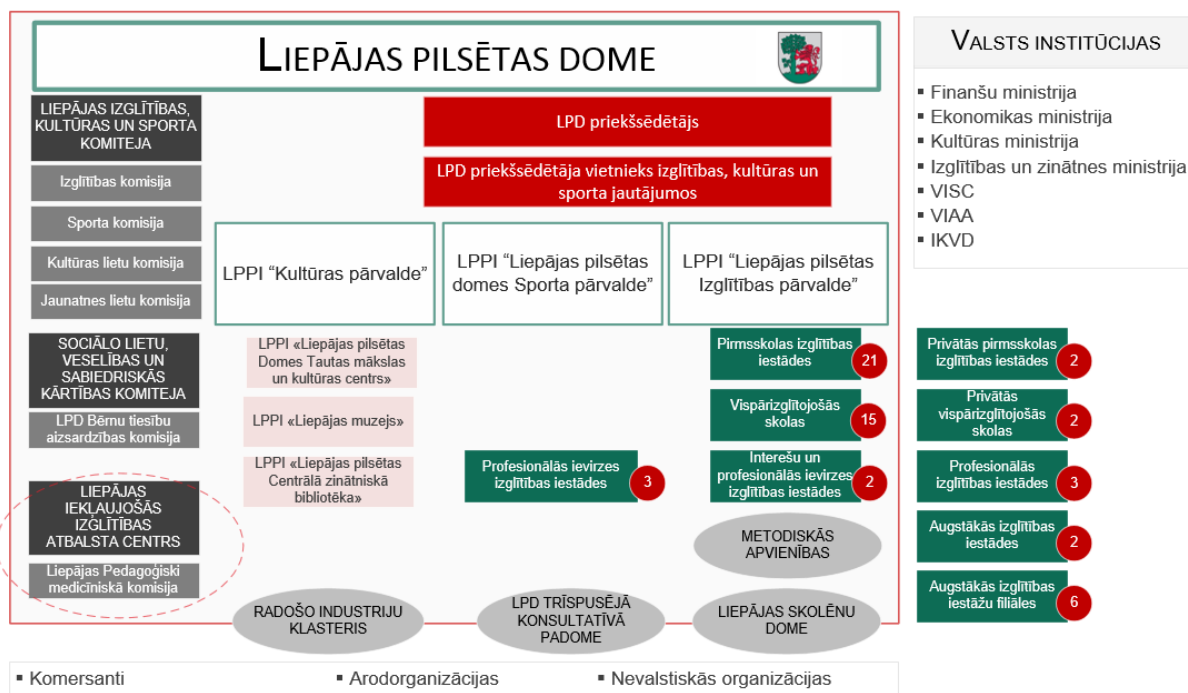 LIEPĀJAS PILSĒTAS DOME
LIEPĀJAS IZGLĪTĪBAS,
KULTŪRAS UN SPORTA
KOMITEJA
Izglītības komisija
Sporta komisija
Kultūras lietu komisija
Jaunatnes lietu komisija
SOCIĀLO LIETU,
VESELĪBAS UN
SABIEDRISKĀS
KĀRTĪBAS KOMITEJA
LPD Bērnu tiesību
aizsardzības komisija
LIEPĀJAS
IEKĻAUJOŠĀS
IZGLĪTĪBAS
ATBALSTA CENTRS
Liepājas Pedagoģiski
medicīniskā komisija
LPD priekšsēdētājs
LPD priekšsēdētāja vietnieks izglītības, kultūras un
sporta jautājumos
LPPI “Kultūras pārvalde”
LPPI “Liepājas pilsētas
domes Sporta pārvalde”
LPPI “Liepājas pilsētas
Izglītības pārvalde”
LPPI «Liepājas pilsētas
Domes Tautas mākslas
un kultūras centrs»
LPPI «Liepājas muzejs»
LPPI «Liepājas pilsētas
Centrālā zinātniskā
bibliotēka»
Profesionālās ievirzes
izglītības iestādes
3
Pirmsskolas izglītības
iestādes
21
Vispārizglītojošās
skolas
15
Interešu un
profesionālās ievirzes
izglītības iestādes
2
METODISKĀS
APVIENĪBAS
RADOŠO INDUSTRIJU
KLASTERIS
LPD TRĪSPUSĒJĀ
KONSULTATĪVĀ
PADOME
LIEPĀJAS SKOLĒNU
DOME
VALSTS INSTITŪCIJAS
▪ Finanšu ministrija
▪ Ekonomikas ministrija
▪ Kultūras ministrija
▪ Izglītības un zinātnes ministrija
▪ VISC
▪ VIAA
▪ IKVD
Privātās pirmsskolas
izglītības iestādes
2
Privātās
vispārizglītojošās
skolas
2
Profesionālās
izglītības iestādes
3
Augstākās izglītības
iestādes
2
Augstākās izglītības
iestāžu filiāles
6
▪ Komersanti
▪ Arodorganizācijas
▪ Nevalstiskās organizācijas